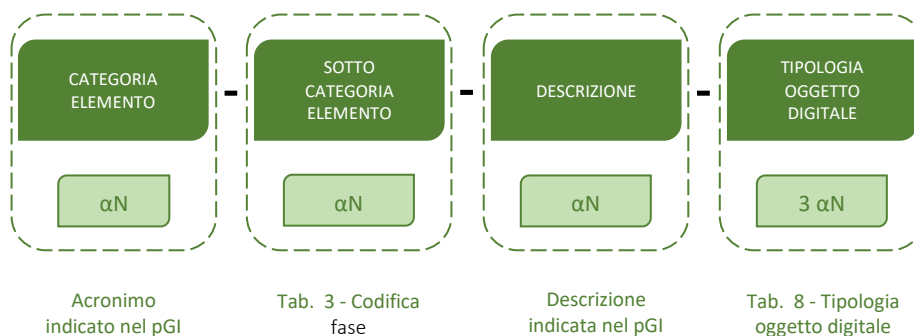 CATEGORIA
ELEMENTO
-
SOTTO
CATEGORIA
ELEMENTO
-
DESCRIZIONE
-
TIPOLOGIA
OGGETTO
DIGITALE
αN
αN
αN
3 αN
Acronimo
indicato nel pGI
Tab. 3 - Codifica
fase
Descrizione
indicata nel pGI
Tab. 8 - Tipologia
oggetto digitale